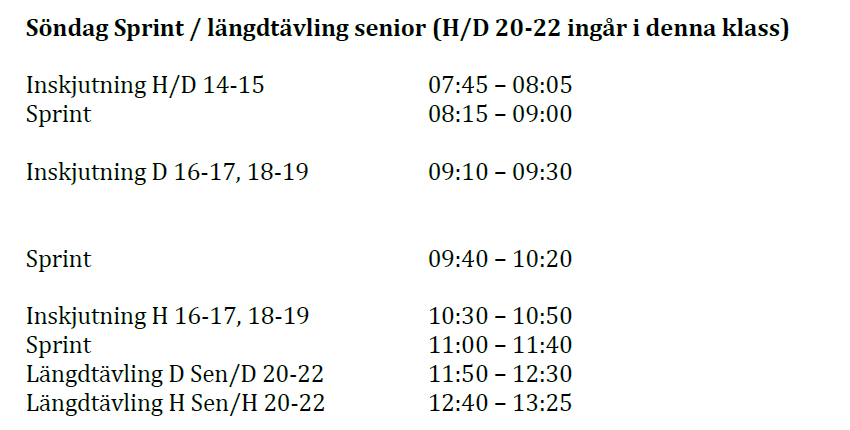 Söndag Sprint / längdtävling senior (H/D 20-22 ingår i denna klass)
Inskjutning H/D 14-15 07:45 – 08:05
Sprint 08:15 – 09:00
Inskjutning D 16-17, 18-19 09:10 – 09:30
Sprint 09:40 – 10:20
Inskjutning H 16-17, 18-19 10:30 – 10:50
Sprint 11:00 – 11:40
Längdtävling D Sen/D 20-22 11:50 – 12:30
Längdtävling H Sen/H 20-22 12:40 – 13:25